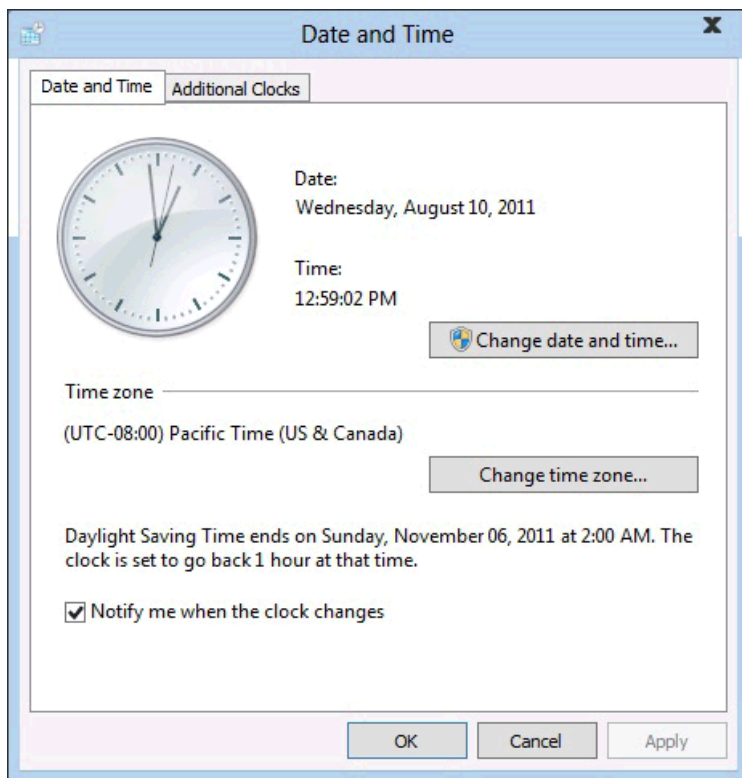 Date and Time
Date and Time
Additional Clocks
Date:
Wednesday, August 10, 2011
Time:
12:59:02 PM
Change date and time...
Time zone
(UTC-08:00) Pacific Time (US & Canada)
Change time zone...
Daylight Saving Time ends on Sunday, November 06, 2011 at 2:00 AM. The
clock is set to go back 1 hour at that time.
Notify me when the clock changes
OK
Cancel
Apply